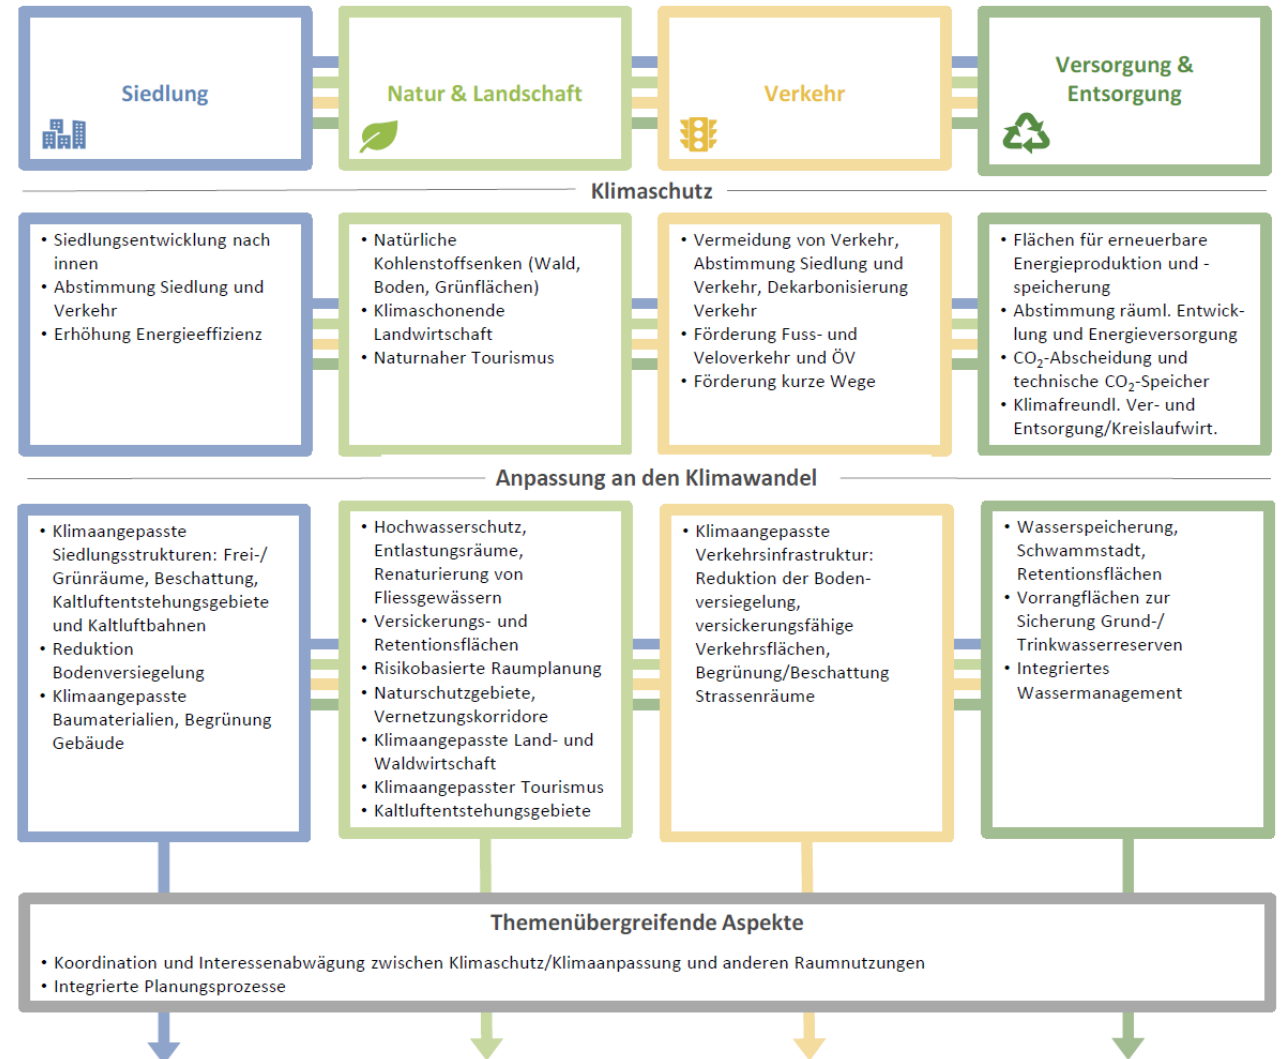 Siedlung
Natur & Landschaft
Verkehr
Versorgung &
Entsorgung
Klimaschutz
• Siedlungsentwicklung nach
innen
• Abstimmung Siedlung und
Verkehr
• Erhöhung Energieeffizienz
• Natürliche
Kohlenstoffsenken (Wald,
Boden, Grünflächen)
• Klimaschonende
Landwirtschaft
• Naturnaher Tourismus
• Vermeidung von Verkehr,
Abstimmung Siedlung und
Verkehr, Dekarbonisierung
Verkehr
• Förderung Fuss- und
Veloverkehr und ÖV
• Förderung kurze Wege
• Flächen für erneuerbare
Energieproduktion und -
speicherung
• Abstimmung räuml. Entwick-
lung und Energieversorgung
• CO₂-Abscheidung und
technische CO₂-Speicher
• Klimafreundl. Ver- und
Entsorgung/Kreislaufwirt.
Anpassung an den Klimawandel
• Klimaangepasste
Siedlungsstrukturen: Frei-/
Grünräume, Beschattung,
Kaltluftentstehungsgebiete
und Kaltluftbahnen
• Reduktion
Bodenversiegelung
• Klimaangepasste
Baumaterialien, Begrünung
Gebäude
• Hochwasserschutz,
Entlastungsräume,
Renaturierung von
Fliessgewässern
• Versickerungs- und
Retentionsflächen
• Risikobasierte Raumplanung
• Naturschutzgebiete,
Vernetzungskorridore
• Klimaangepasste Land- und
Waldwirtschaft
• Klimaangepasster Tourismus
• Kaltluftentstehungsgebiete
• Klimaangepasste
Verkehrsinfrastruktur:
Reduktion der Boden-
versiegelung,
versickerungsfähige
Verkehrsflächen,
Begrünung/Beschattung
Strassenräume
• Wasserspeicherung,
Schwammstadt,
Retentionsflächen
• Vorrangflächen zur
Sicherung Grund-/
Trinkwasserreserven
• Integriertes
Wassermanagement
Themenübergreifende Aspekte
• Koordination und Interessenabwägung zwischen Klimaschutz/Klimaanpassung und anderen Raumnutzungen
• Integrierte Planungsprozesse